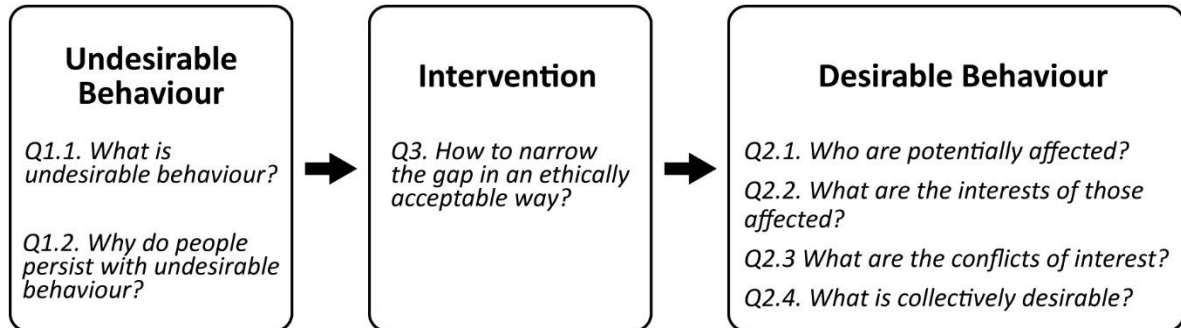 Undesirable
Behaviour
Q1.1. What is
undesirable behaviour?
Q1.2. Why do people
persist with undesirable
behaviour?
Intervention
Q3. How to narrow
the gap in an ethically
acceptable way?
Desirable Behaviour
Q2.1. Who are potentially affected?
Q2.2. What are the interests of those
affected?
Q2.3 What are the conflicts of interest?
Q2.4. What is collectively desirable?